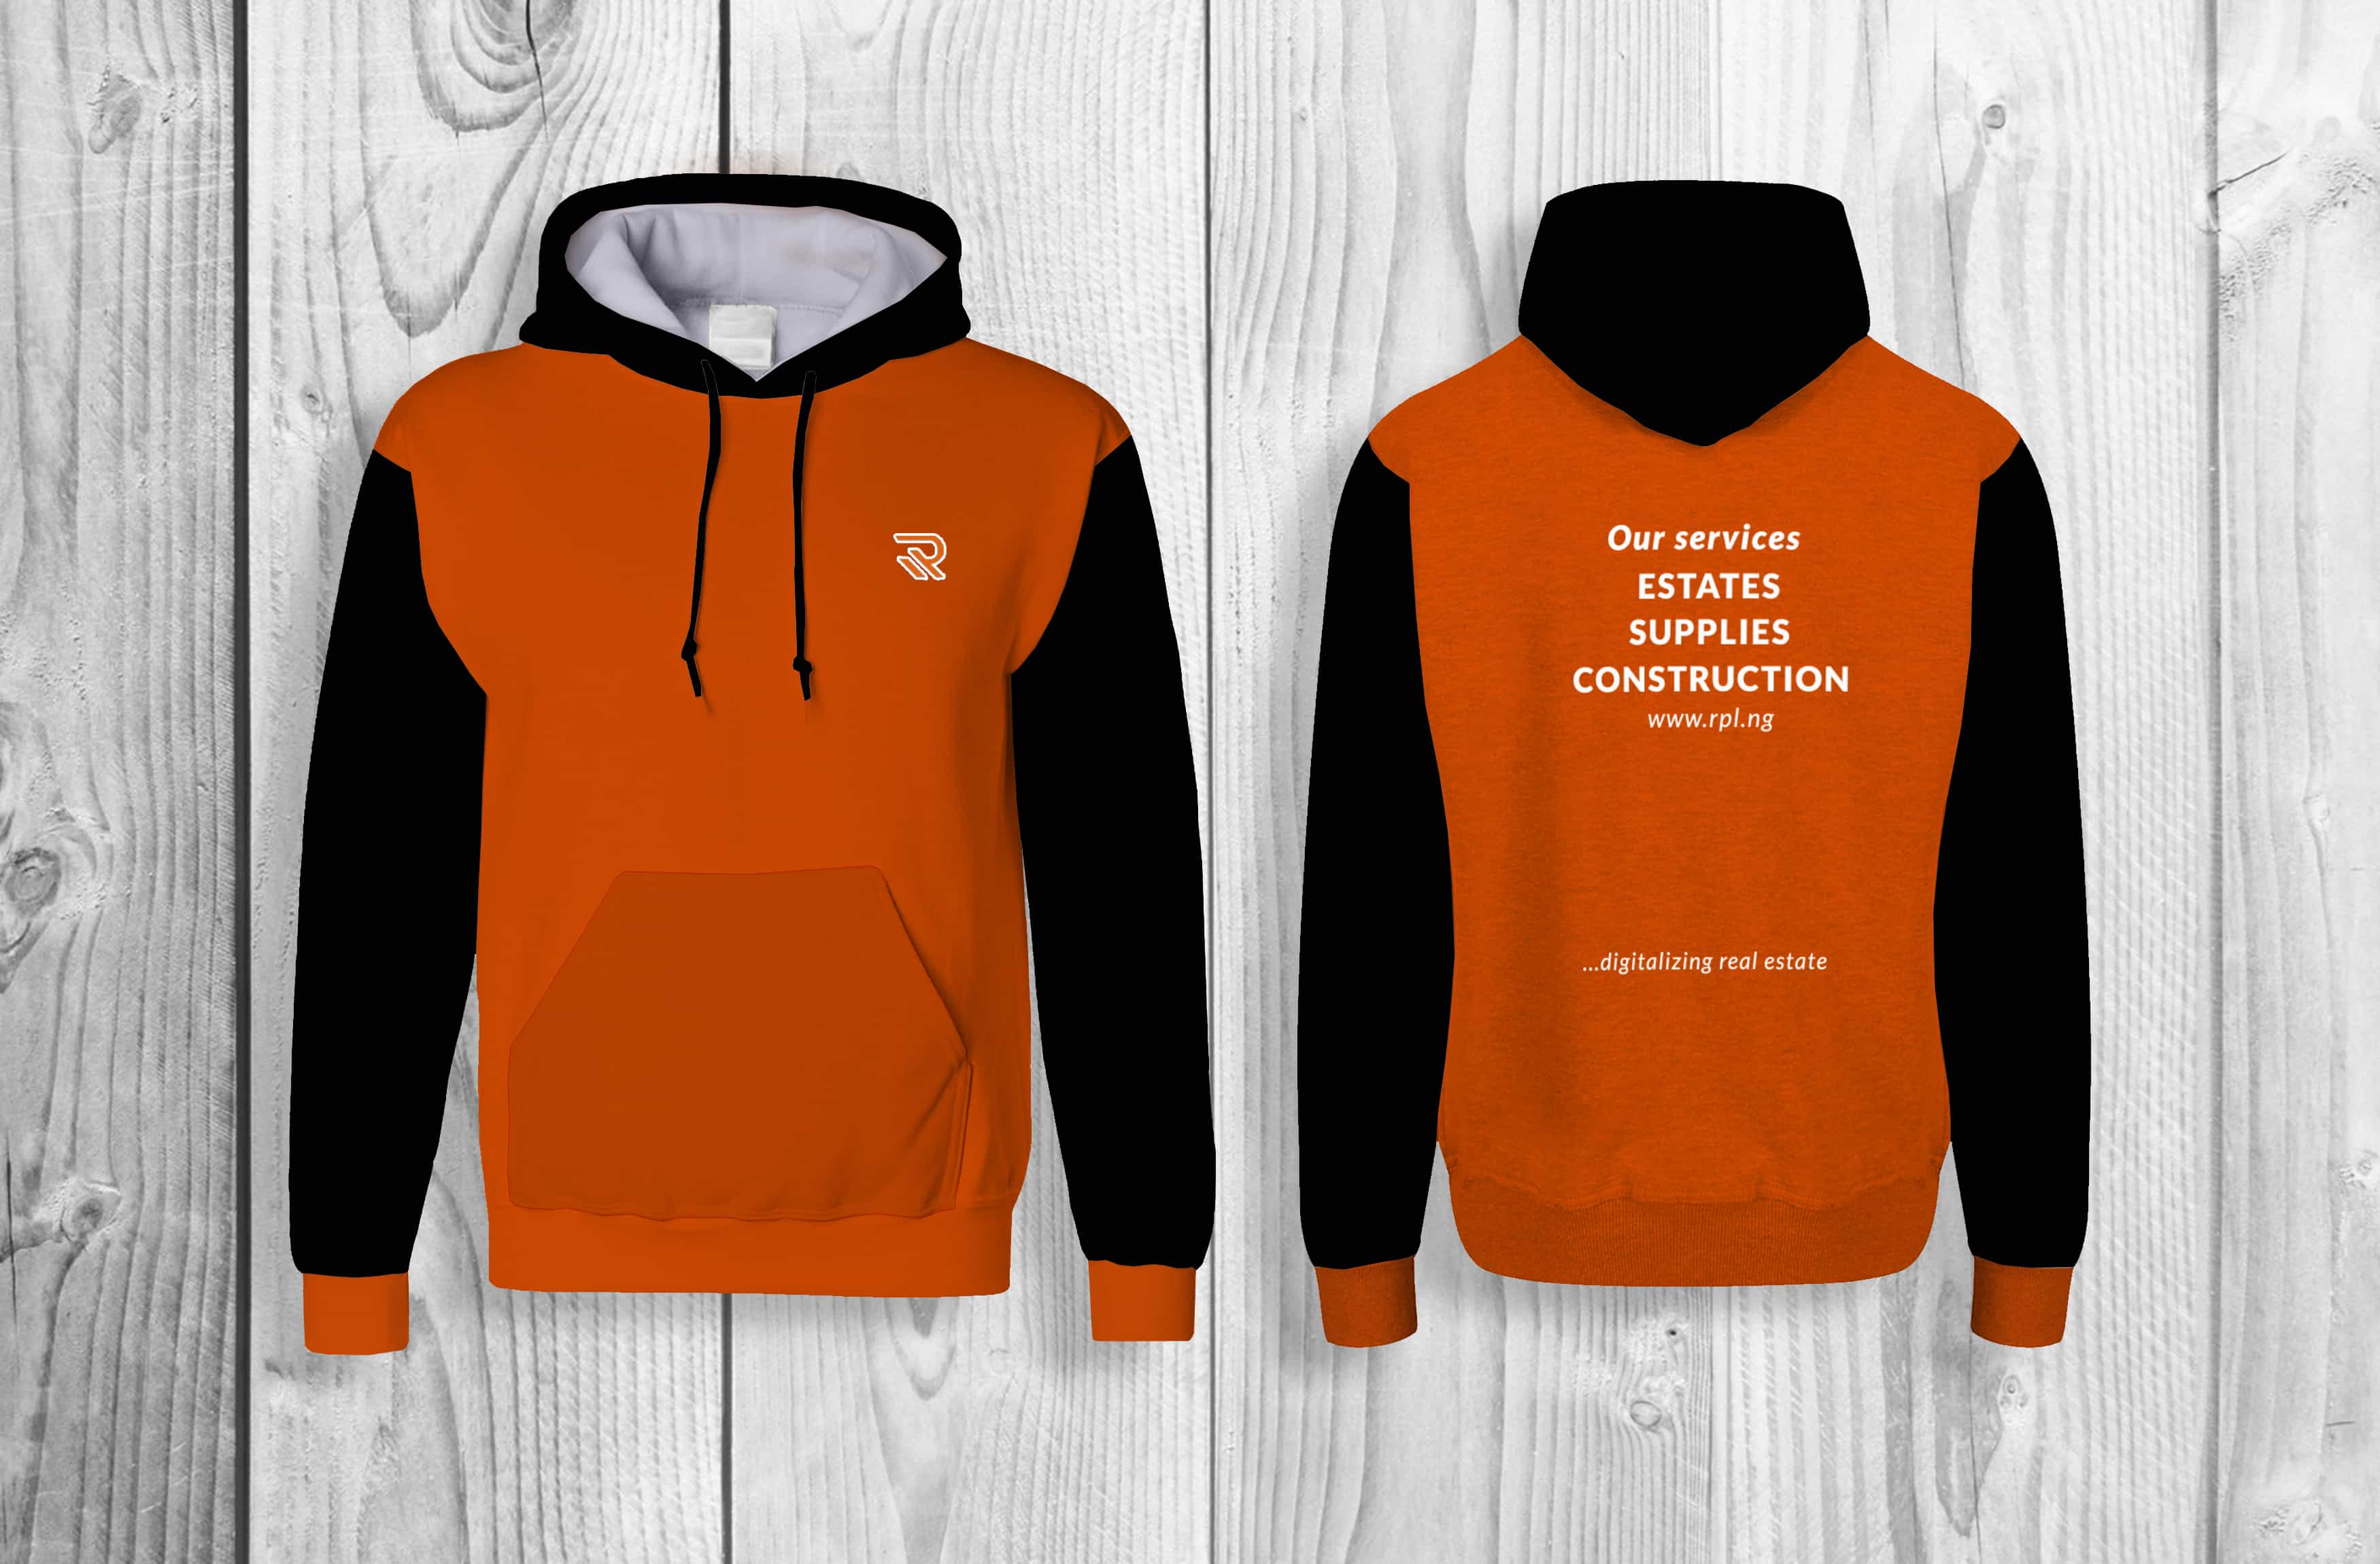 Our services
ESTATES
SUPPLIES
CONSTRUCTION
www.rpl.ng
...digitalizing real estate